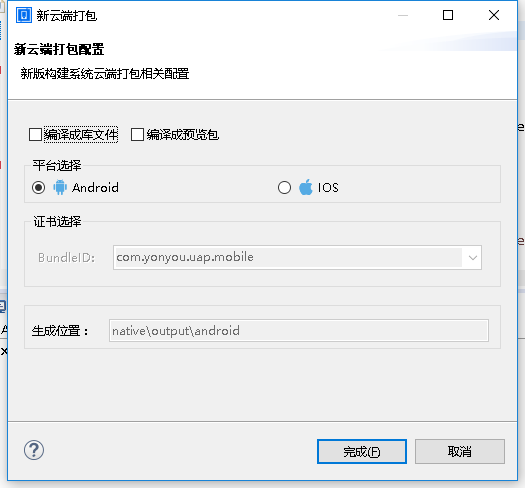 新云端打包
新云端打包配置
新版构建系统云端打包相关配置
编译成库文件 编译成预览包
平台选择
Android IOS
证书选择
BundleID: com.yonyou.uap.mobile
生成位置： native\output\android
完成(F) 取消